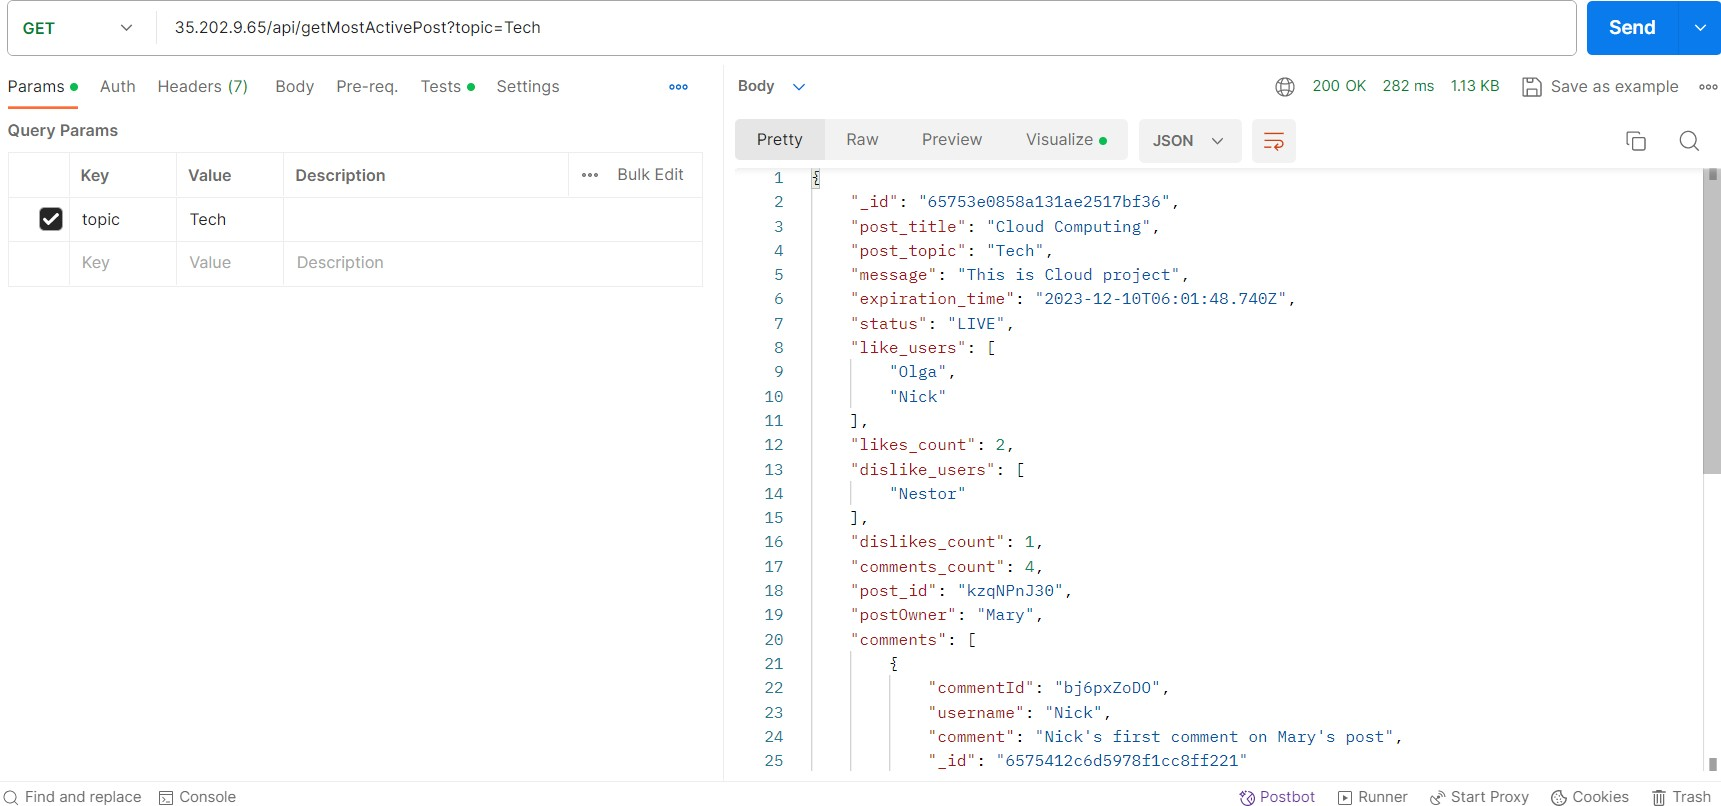 GET 35.202.9.65/api/getMostActivePost?topic=Tech Send
Params Auth Headers (7) Body Pre-req. Tests Settings
Query Params
Key Value Description Bulk Edit
topic Tech
Key Value Description
Body 200 OK 282 ms 1.13 KB Save as example
Pretty Raw Preview Visualize JSON
1 {
2 "_id": "65753e0858a131ae2517bf36",
3 "post_title": "Cloud Computing",
4 "post_topic": "Tech",
5 "message": "This is Cloud project",
6 "expiration_time": "2023-12-10T06:01:48.740Z",
7 "status": "LIVE",
8 "like_users": [
9 "Olga",
10 "Nick"
11 ],
12 "likes_count": 2,
13 "dislike_users": [
14 "Nestor"
15 ],
16 "dislikes_count": 1,
17 "comments_count": 4,
18 "post_id": "kzqNPnJ30",
19 "postOwner": "Mary",
20 "comments": [
21 {
22 "commentId": "bj6pxZoDO",
23 "username": "Nick",
24 "comment": "Nick's first comment on Mary's post",
25 "_id": "6575412c6d5978f1cc8ff221"
Find and replace Console Postbot Runner Start Proxy Cookies Trash